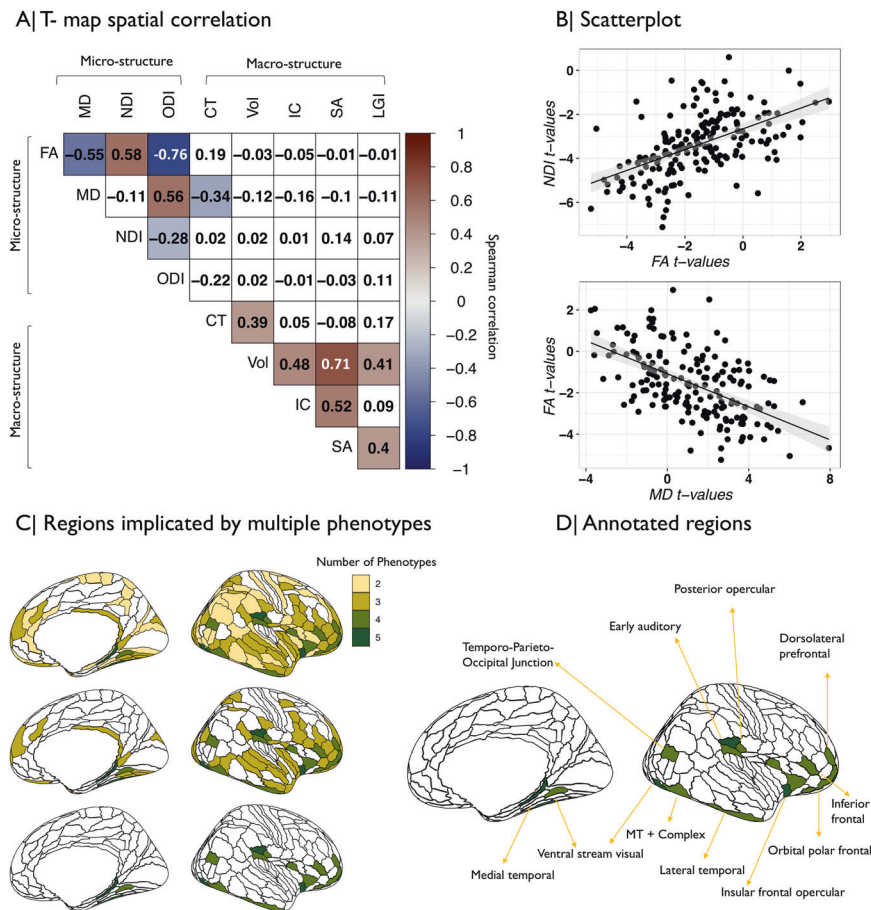 A| T- map spatial correlation
Micro-structure
Macro-structure
MD
NDI
ODI
CT
Vol
IC
SA
LGI
Micro-structure
Macro-structure
FA
−0.55 0.58 -0.76 0.19 −0.03 −0.05 −0.01 −0.01
MD
−0.11 0.56 −0.34 −0.12 −0.16 −0.1 −0.11
NDI
−0.28 0.02 0.02 0.01 0.14 0.07
ODI
−0.22 0.02 −0.01 −0.03 0.11
CT
0.39 0.05 −0.08 0.17
Vol
0.48 0.71 0.41
IC
0.52 0.09
SA
0.4
1
0.8
0.6
0.4
0.2
0
−0.2
−0.4
−0.6
−0.8
−1
Spearman correlation
B| Scatterplot
NDI t−values
0
−2
−4
−6
−4 −2 0 2
FA t−values
FA t−values
2
0
−2
−4
−4 0 4 8
MD t−values
C| Regions implicated by multiple phenotypes
Number of Phenotypes
2
3
4
5
D| Annotated regions
Posterior opercular
Early auditory
Temporo-Parieto-
Occipital Junction
Dorsolateral
prefrontal
Inferior
frontal
MT + Complex
Ventral stream visual
Orbital polar frontal
Medial temporal
Lateral temporal
Insular frontal opercular